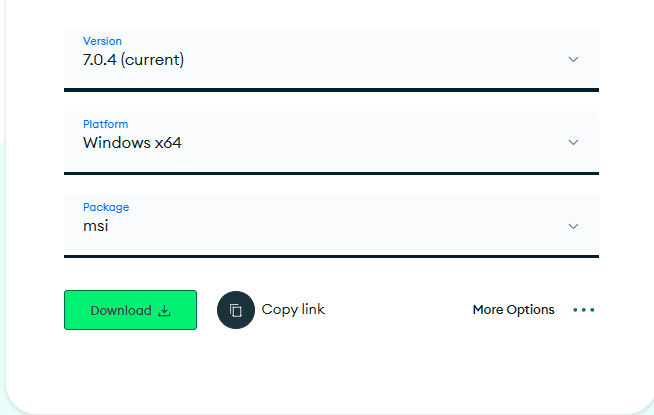 Version
7.0.4 (current)
Platform
Windows x64
Package
msi
Download
Copy link
More Options